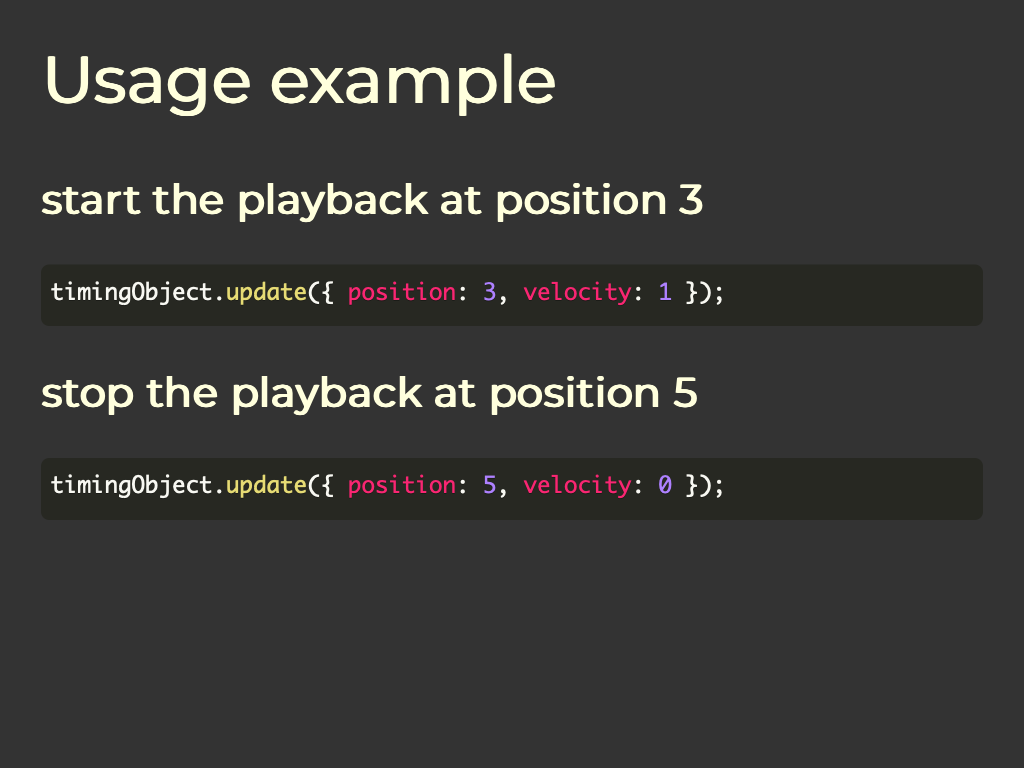 Usage example
start the playback at position 3
timingObject.update({ position: 3, velocity: 1 });
stop the playback at position 5
timingObject.update({ position: 5, velocity: 0 });